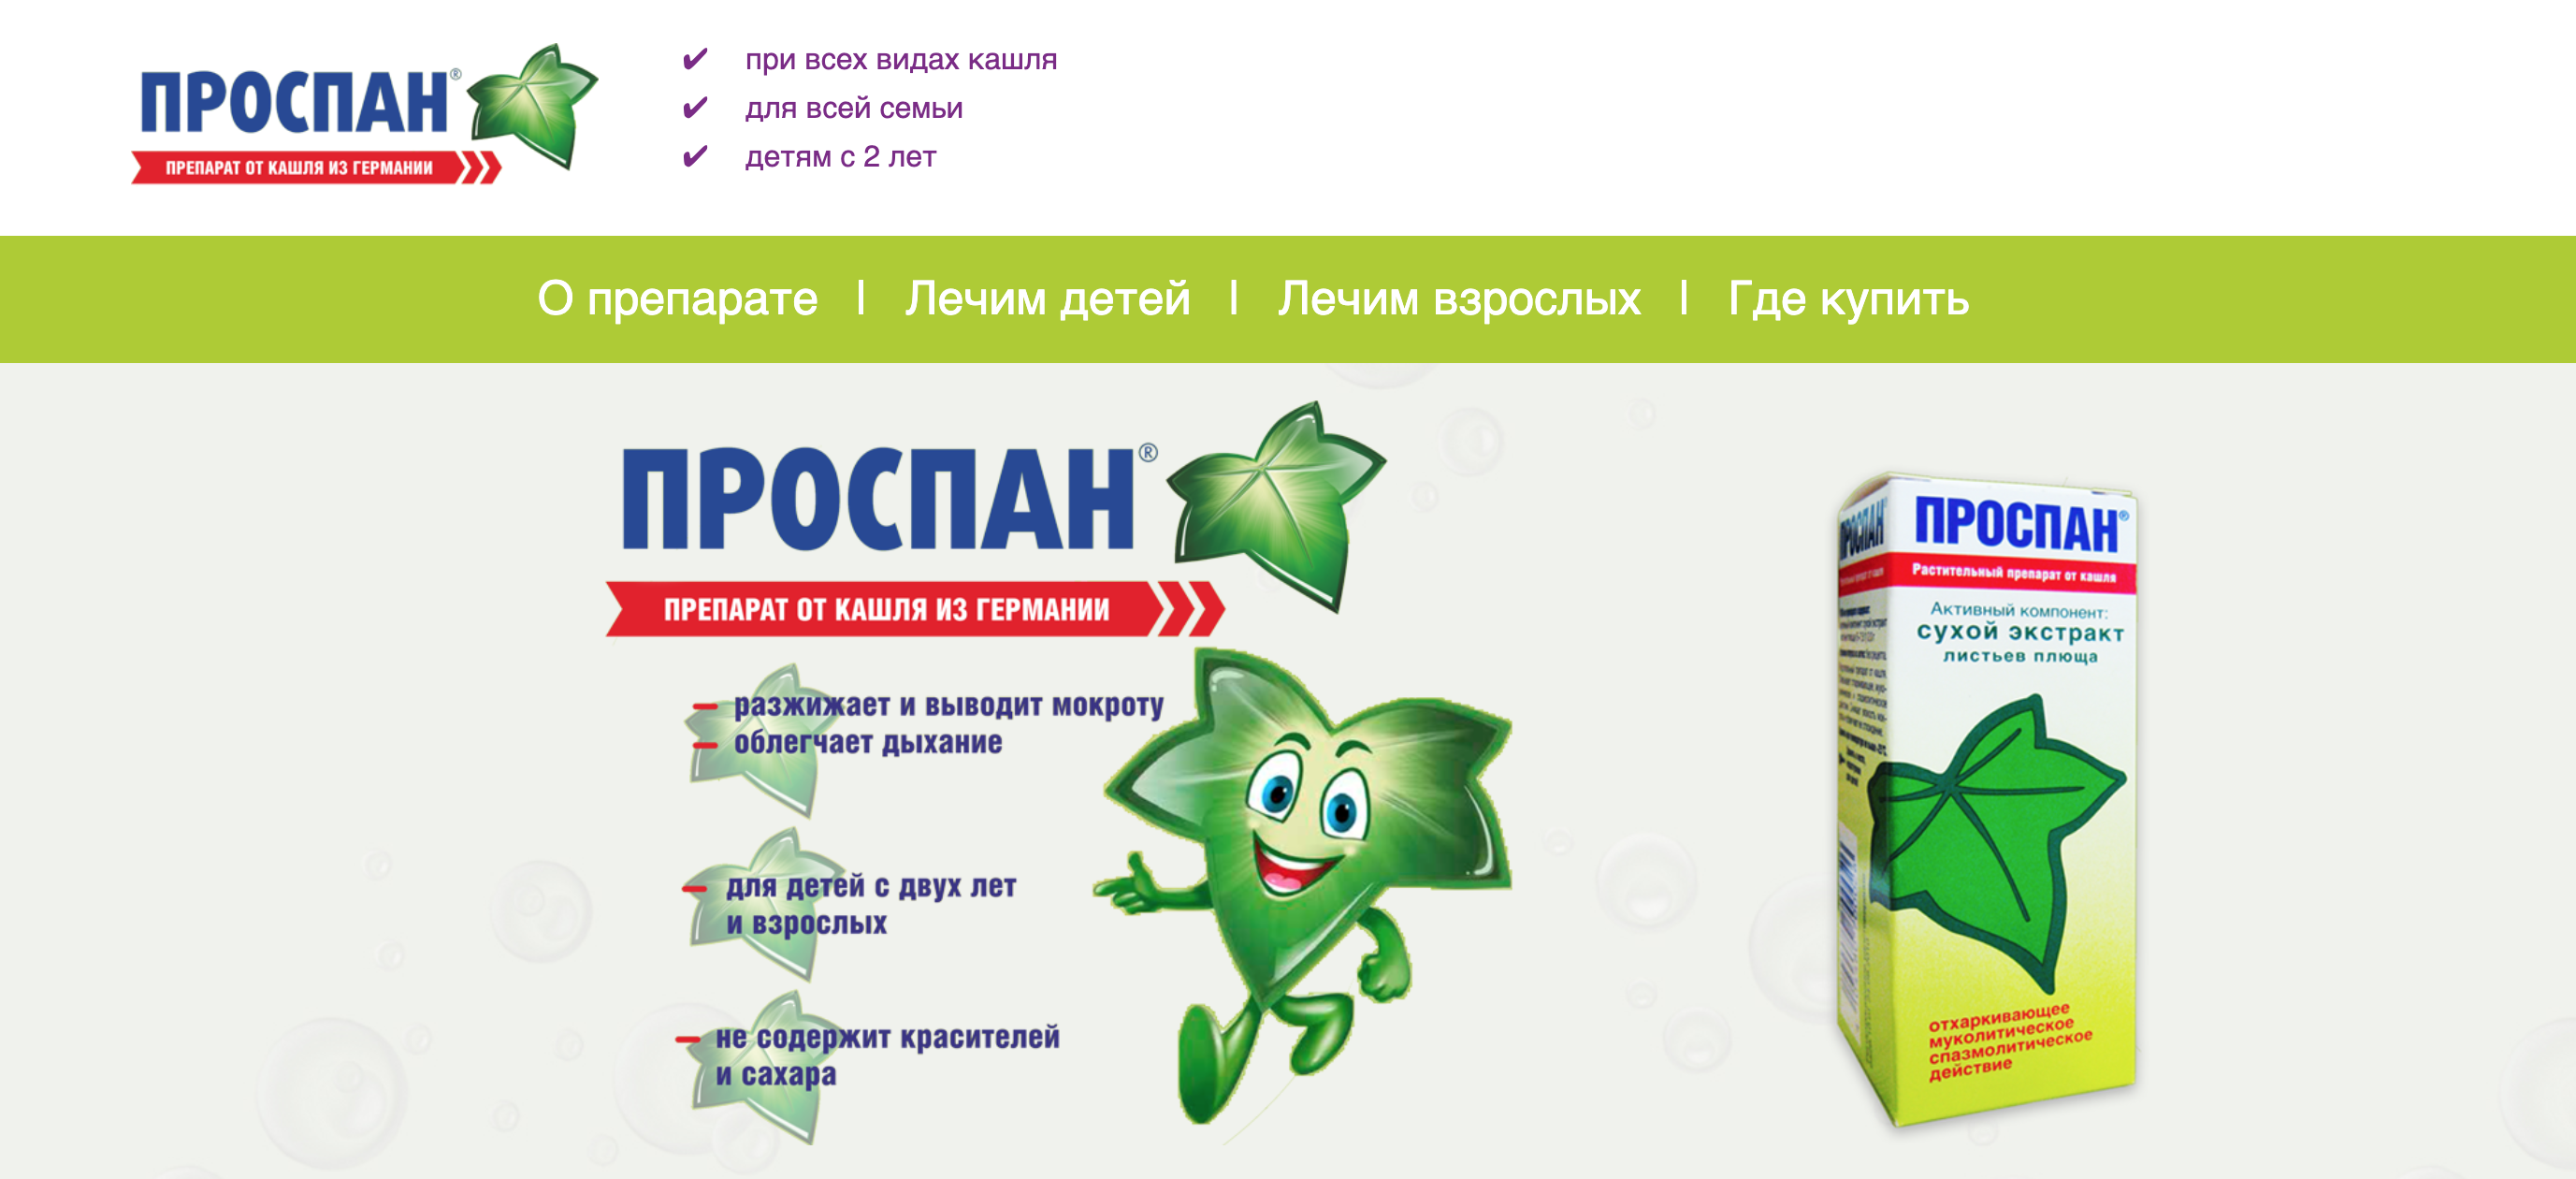 ПРОСПАН®
ПРЕПАРАТ ОТ КАШЛЯ ИЗ ГЕРМАНИИ
✔ при всех видах кашля
✔ для всей семьи
✔ детям с 2 лет
О препарате | Лечим детей | Лечим взрослых | Где купить
ПРОСПАН®
ПРЕПАРАТ ОТ КАШЛЯ ИЗ ГЕРМАНИИ
– разжижает и выводит мокроту
– облегчает дыхание
– для детей с двух лет
и взрослых
– не содержит красителей
и сахара
ПРОСПАН
ПРОСПАН®
Растительный препарат от кашля
Активный компонент:
сухой экстракт
листьев плюща
отхаркивающее
муколитическое
спазмолитическое
действие